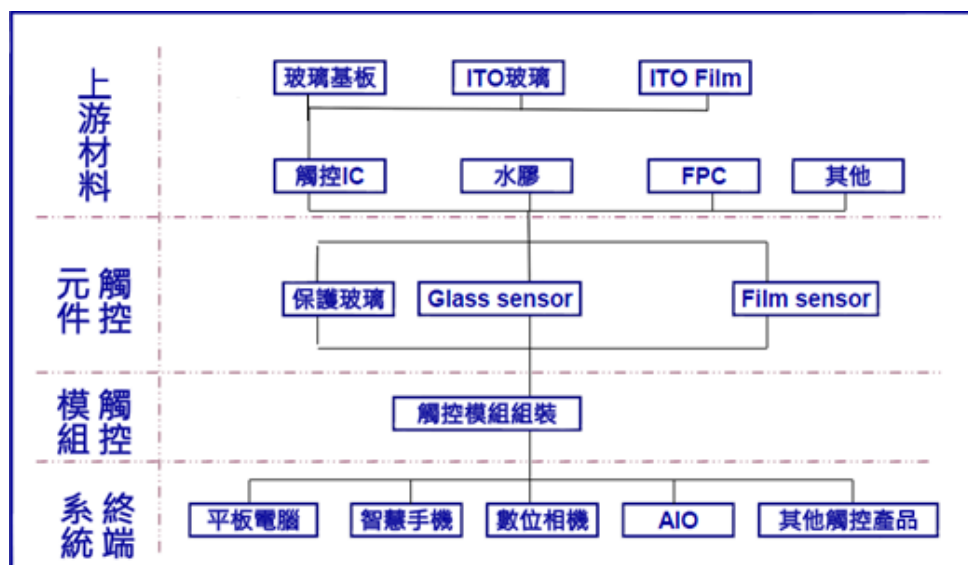 上游材料
玻璃基板 ITO玻璃 ITO Film
觸控IC 水膠 FPC 其他
觸控元件
保護玻璃 Glass sensor Film sensor
觸控模組
觸控模組組裝
終端系統
平板電腦 智慧手機 數位相機 AIO 其他觸控產品